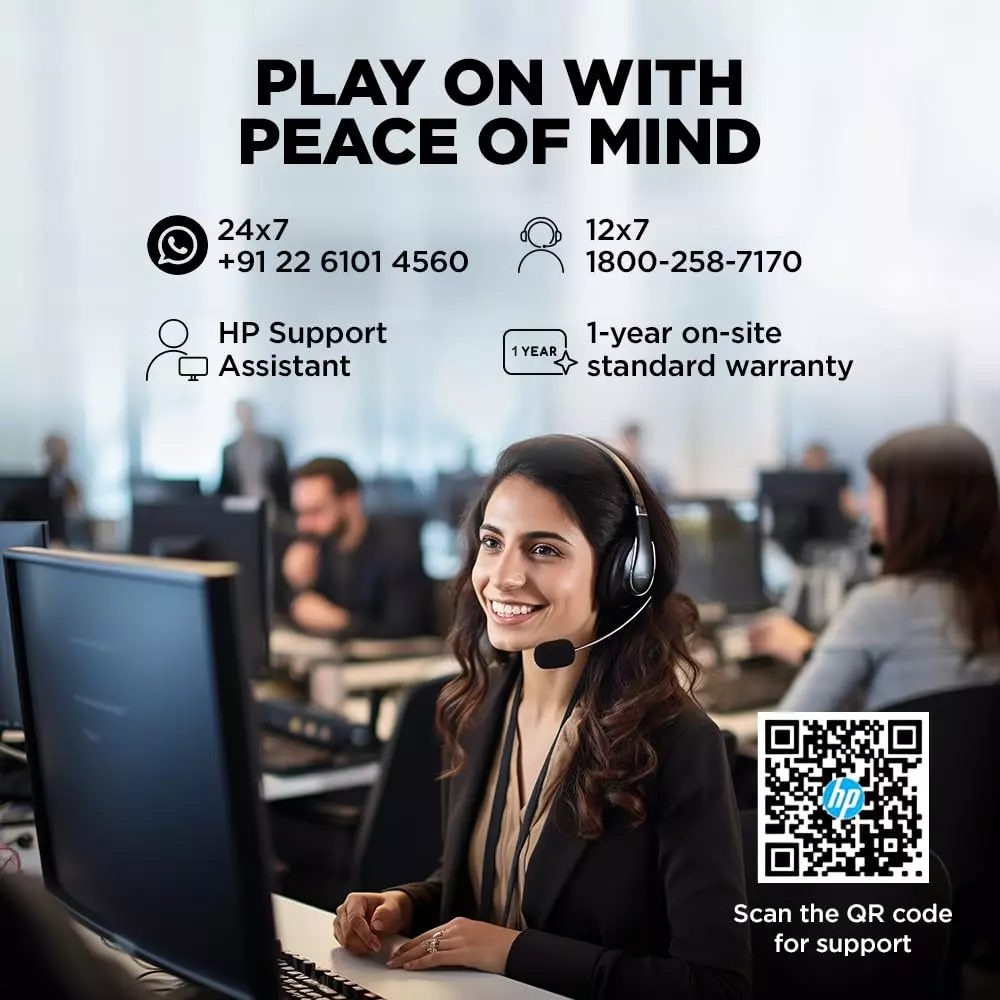 PLAY ON WITH
PEACE OF MIND
24x7
+91 22 6101 4560
12x7
1800-258-7170
HP Support
Assistant
1 YEAR
1-year on-site
standard warranty
hp
Scan the QR code
for support